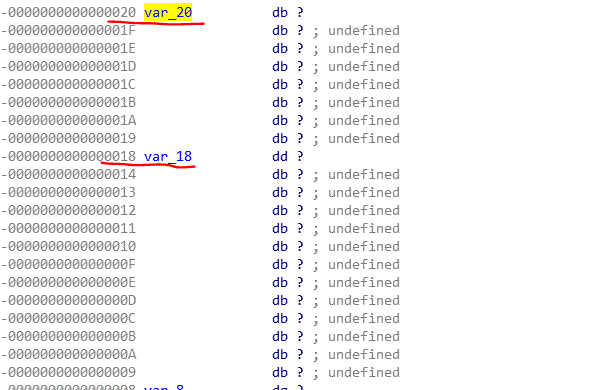 -0000000000000020 var_20 db ?
-000000000000001F db ? ; undefined
-000000000000001E db ? ; undefined
-000000000000001D db ? ; undefined
-000000000000001C db ? ; undefined
-000000000000001B db ? ; undefined
-000000000000001A db ? ; undefined
-0000000000000019 db ? ; undefined
-0000000000000018 var_18 dd ?
-0000000000000014 db ? ; undefined
-0000000000000013 db ? ; undefined
-0000000000000012 db ? ; undefined
-0000000000000011 db ? ; undefined
-0000000000000010 db ? ; undefined
-000000000000000F db ? ; undefined
-000000000000000E db ? ; undefined
-000000000000000D db ? ; undefined
-000000000000000C db ? ; undefined
-000000000000000B db ? ; undefined
-000000000000000A db ? ; undefined
-0000000000000009 db ? ; undefined
-0000000000000008 var_8